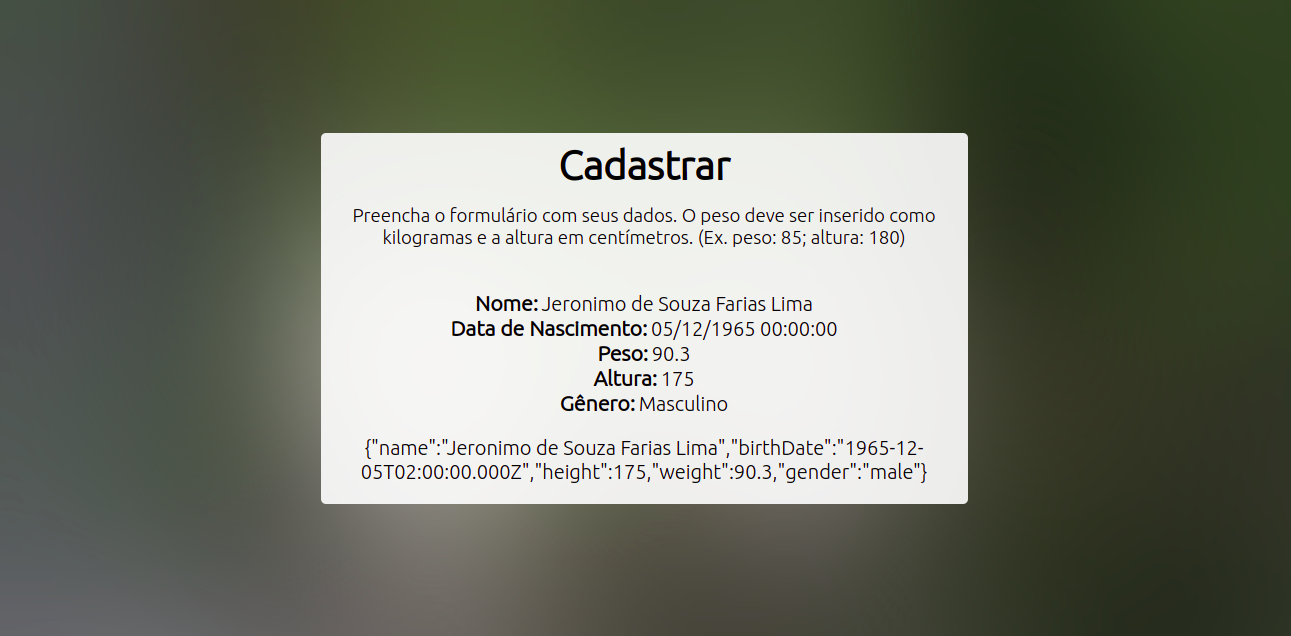 Cadastrar
Preencha o formulário com seus dados. O peso deve ser inserido como
kilogramas e a altura em centímetros. (Ex. peso: 85; altura: 180)
Nome: Jeronimo de Souza Farias Lima
Data de Nascimento: 05/12/1965 00:00:00
Peso: 90.3
Altura: 175
Gênero: Masculino
{"name":"Jeronimo de Souza Farias Lima","birthDate":"1965-12-
05T02:00:00.000Z","height":175,"weight":90.3,"gender":"male"}